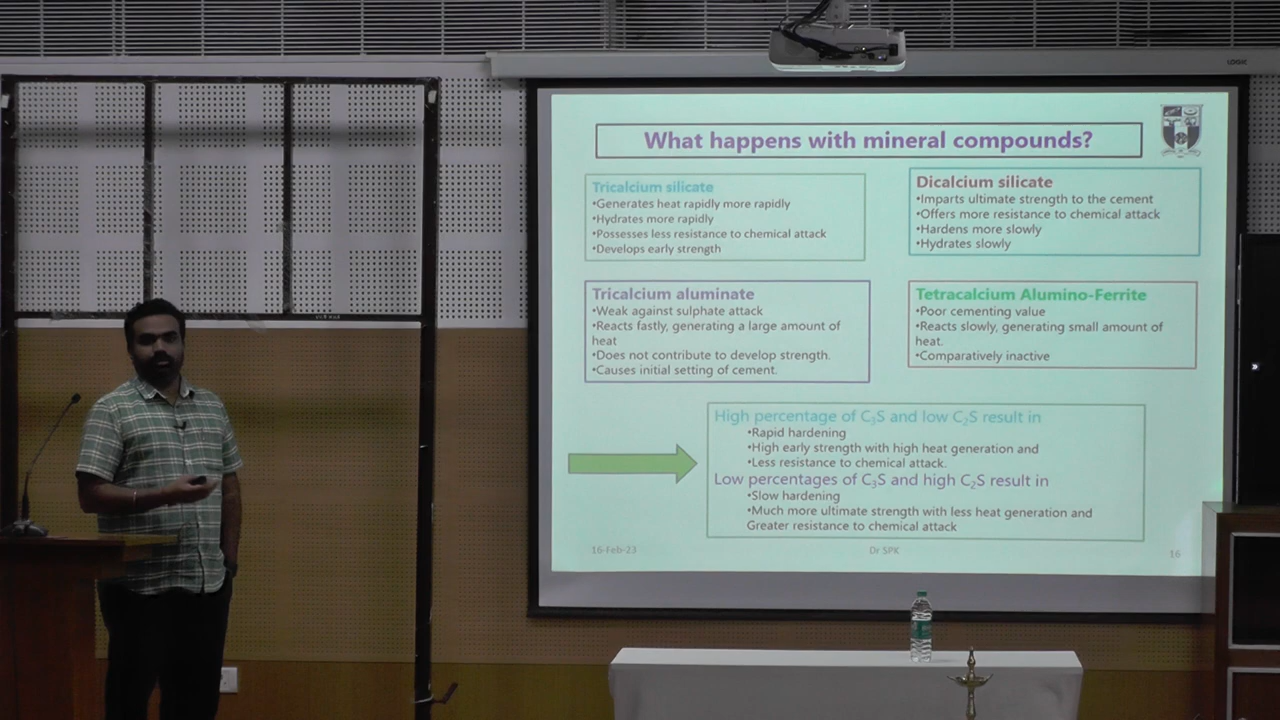 LOGIC
What happens with mineral compounds?
Tricalcium silicate
•Generates heat rapidly more rapidly
•Hydrates more rapidly
•Possesses less resistance to chemical attack
•Develops early strength
Dicalcium silicate
•Imparts ultimate strength to the cement
•Offers more resistance to chemical attack
•Hardens more slowly
•Hydrates slowly
Tricalcium aluminate
•Weak against sulphate attack
•Reacts fastly, generating a large amount of
heat
•Does not contribute to develop strength.
•Causes initial setting of cement.
Tetracalcium Alumino-Ferrite
•Poor cementing value
•Reacts slowly, generating small amount of
heat.
•Comparatively inactive
High percentage of C₃S and low C₂S result in
•Rapid hardening
•High early strength with high heat generation and
•Less resistance to chemical attack.
Low percentages of C₃S and high C₂S result in
•Slow hardening
•Much more ultimate strength with less heat generation and
Greater resistance to chemical attack
16-Feb-23
Dr SPK
16